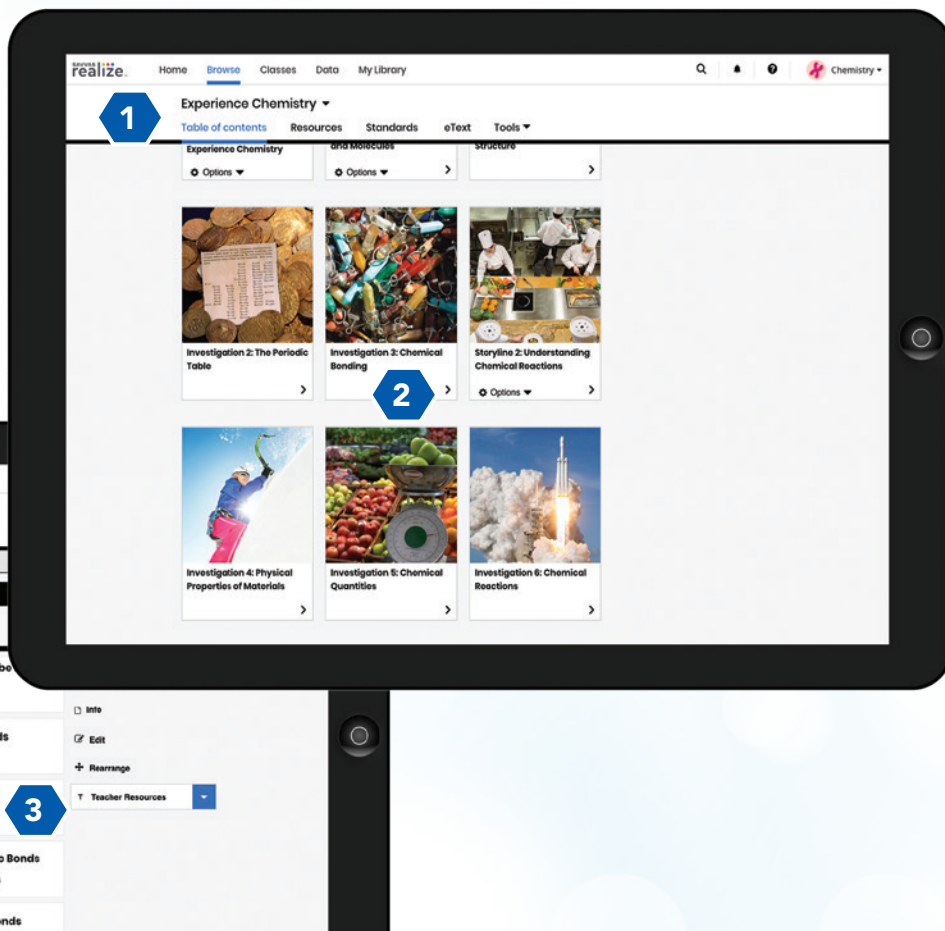 savvas
realize.
Home Browse Classes Data My Library
Chemistry
1
Experience Chemistry
Table of contents Resources Standards eText Tools
Experience Chemistry
and Molecules
Structure
Options
Options
Investigation 2: The Periodic
Table
Investigation 3: Chemical
Bonding
Storyline 2: Understanding
Chemical Reactions
2
Options
Investigation 4: Physical
Properties of Materials
Investigation 5: Chemical
Quantities
Investigation 6: Chemical
Reactions
Info
Edit
Rearrange
T Teacher Resources
3
Bonds